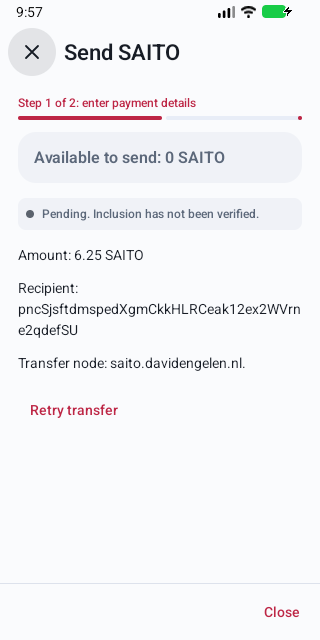 9:57
Send SAITO
Step 1 of 2: enter payment details
Available to send: 0 SAITO
Pending. Inclusion has not been verified.
Amount: 6.25 SAITO
Recipient:
pncSjsftdmspedXgmCkkHLRCeak12ex2WVrn
e2qdefSU
Transfer node: saito.davidengelen.nl.
Retry transfer
Close